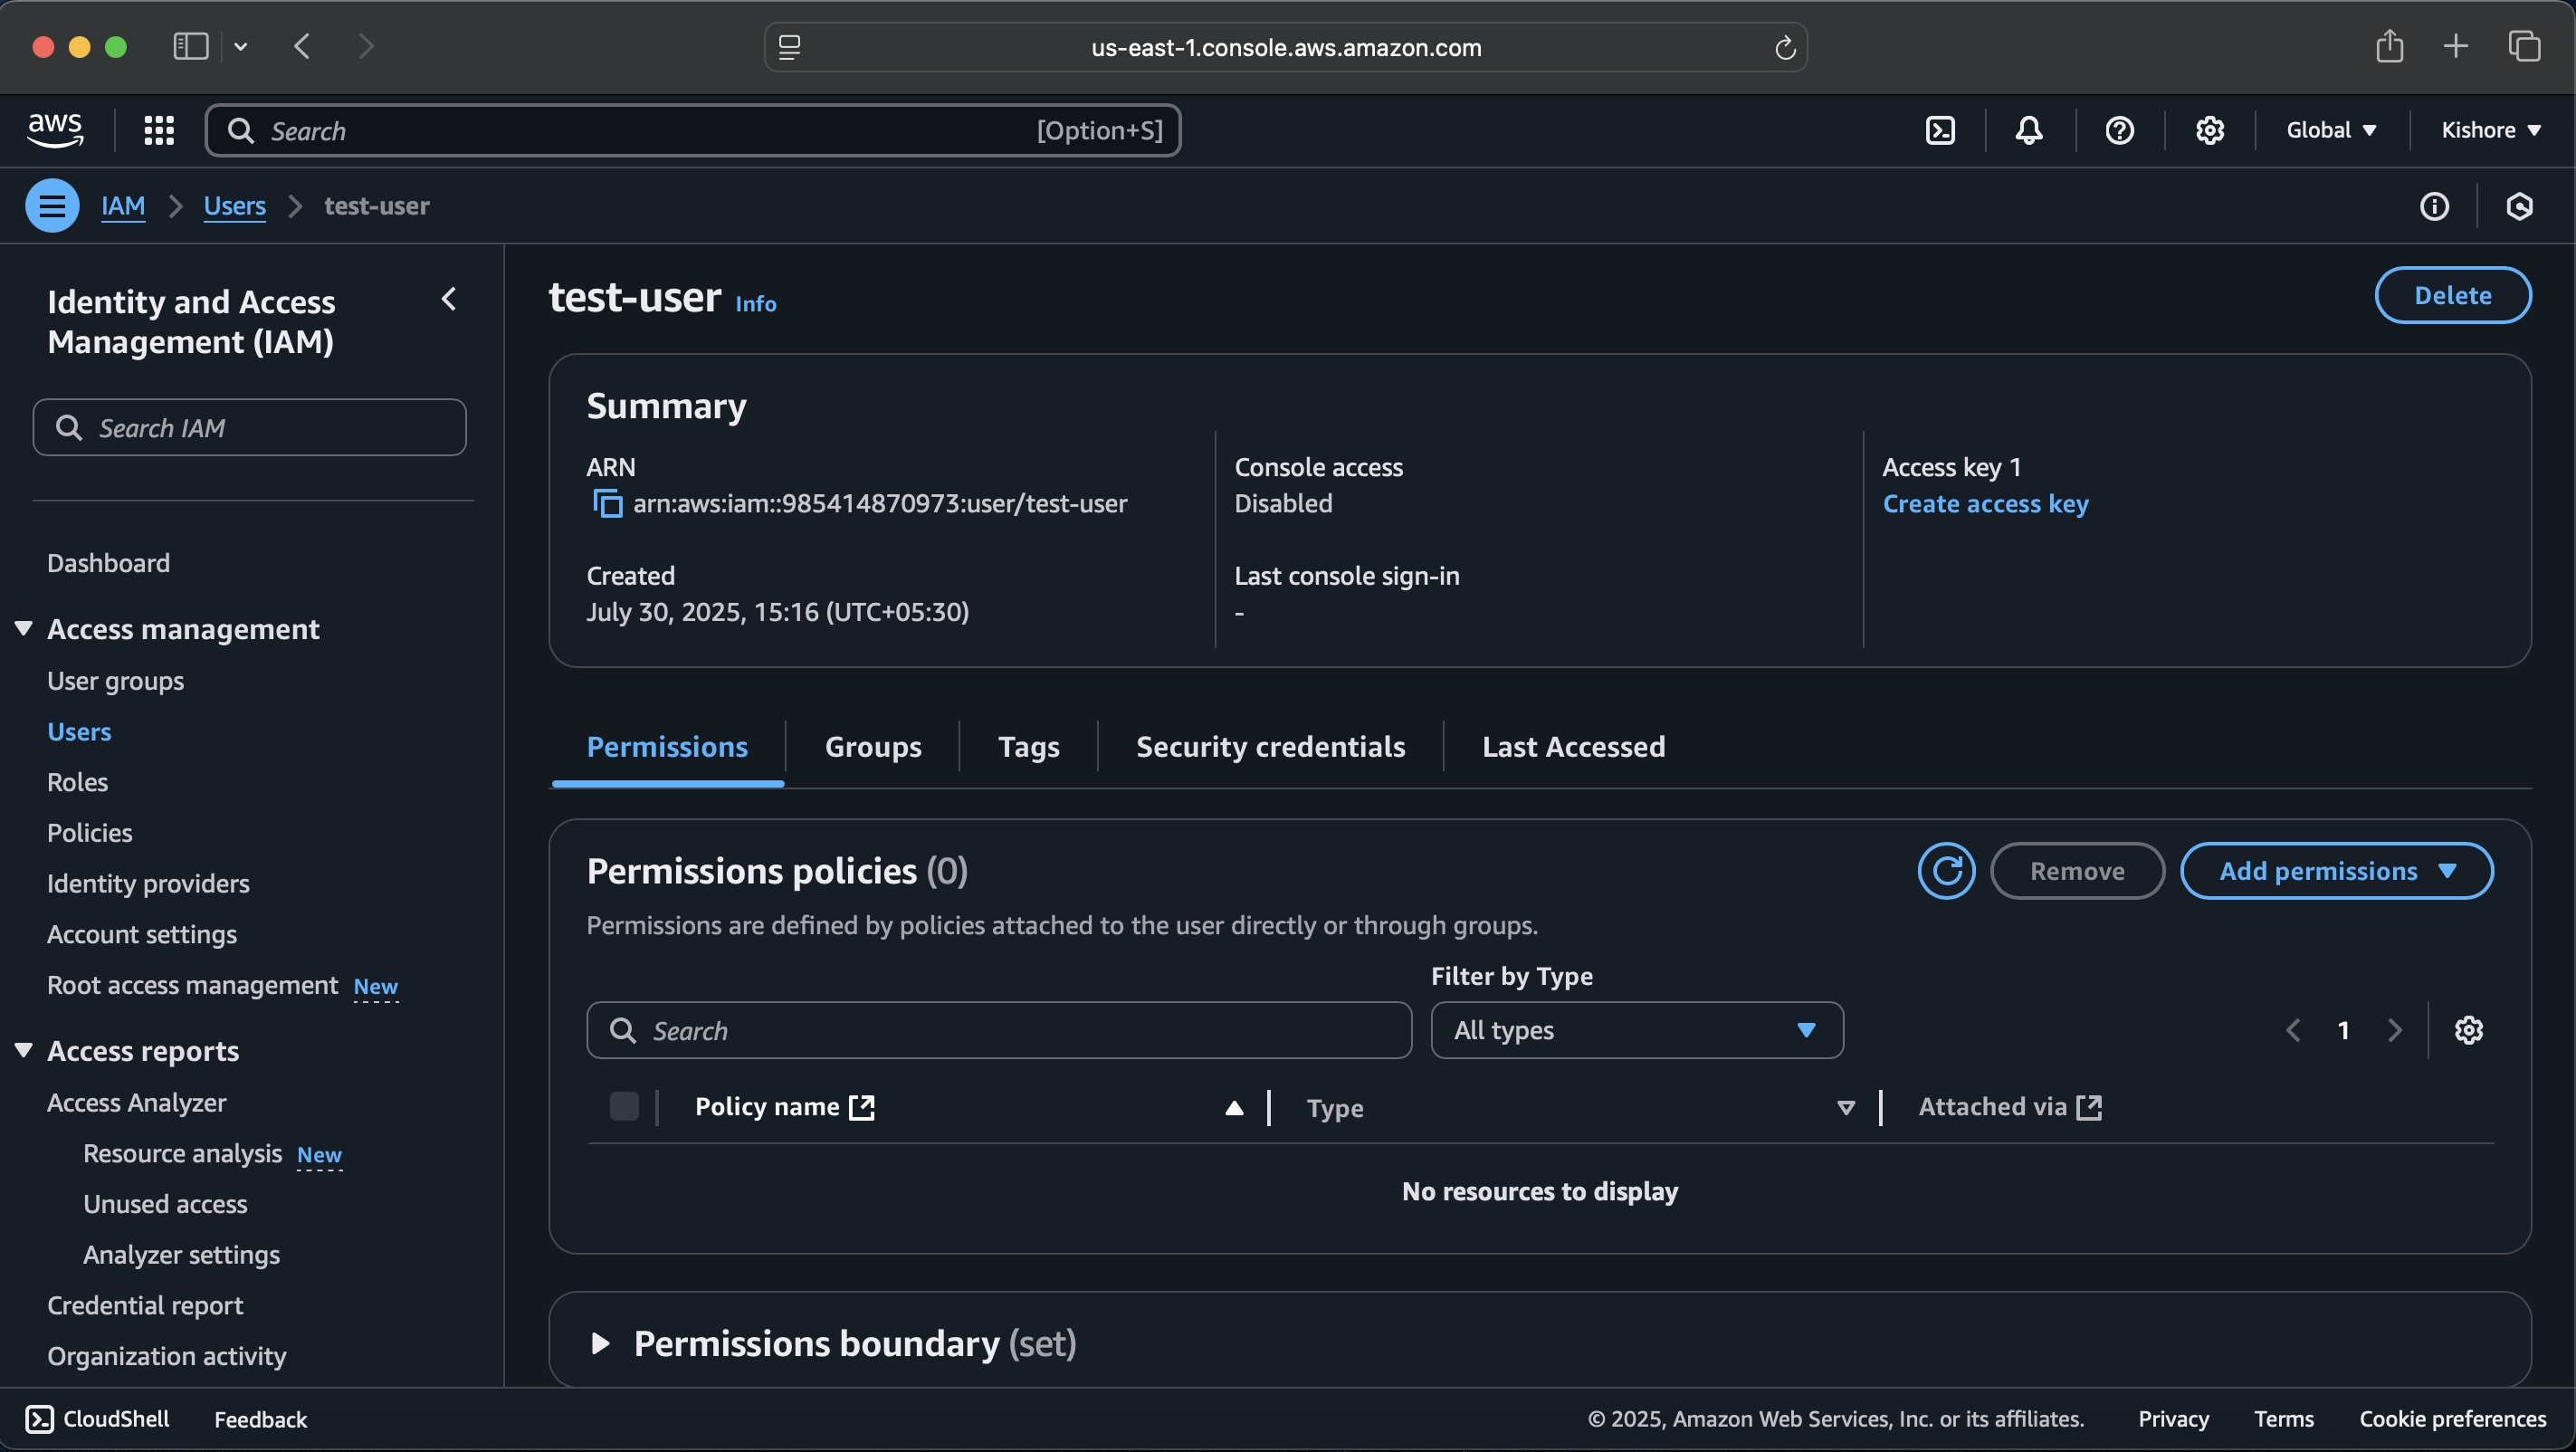 us-east-1.console.aws.amazon.com
aws
Search
[Option+S]
Global
Kishore
IAM
Users
test-user
Identity and Access
Management (IAM)
Search IAM
Dashboard
Access management
User groups
Users
Roles
Policies
Identity providers
Account settings
Root access management New
Access reports
Access Analyzer
Resource analysis New
Unused access
Analyzer settings
Credential report
Organization activity
test-user Info
Delete
Summary
ARN
arn:aws:iam::985414870973:user/test-user
Created
July 30, 2025, 15:16 (UTC+05:30)
Console access
Disabled
Last console sign-in
-
Access key 1
Create access key
Permissions
Groups
Tags
Security credentials
Last Accessed
Permissions policies (0)
Remove
Add permissions
Permissions are defined by policies attached to the user directly or through groups.
Filter by Type
Search
All types
1
Policy name
Type
Attached via
No resources to display
Permissions boundary (set)
CloudShell
Feedback
© 2025, Amazon Web Services, Inc. or its affiliates.
Privacy
Terms
Cookie preferences